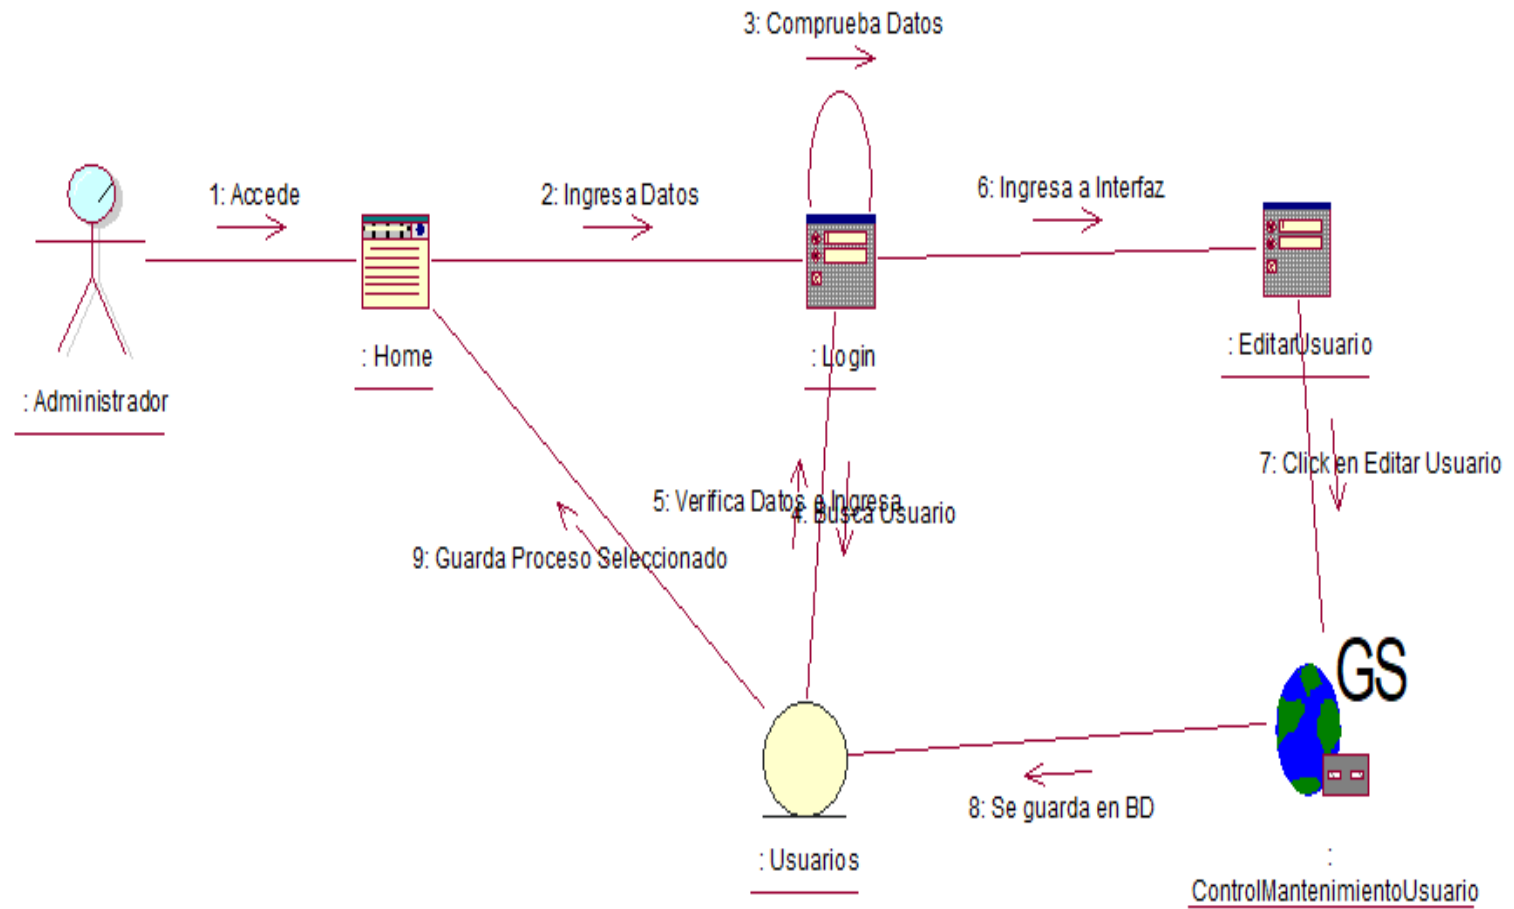 3: Comprueba Datos
1: Accede
2: Ingresa Datos
6: Ingresa a Interfaz
: Home
: Login
: EditarUsuario
: Administrador
7: Click en Editar Usuario
5: Verifica Datos e Ingresa
4: Busca Usuario
9: Guarda Proceso Seleccionado
GS
8: Se guarda en BD
: Usuarios
:
ControlMantenimientoUsuario